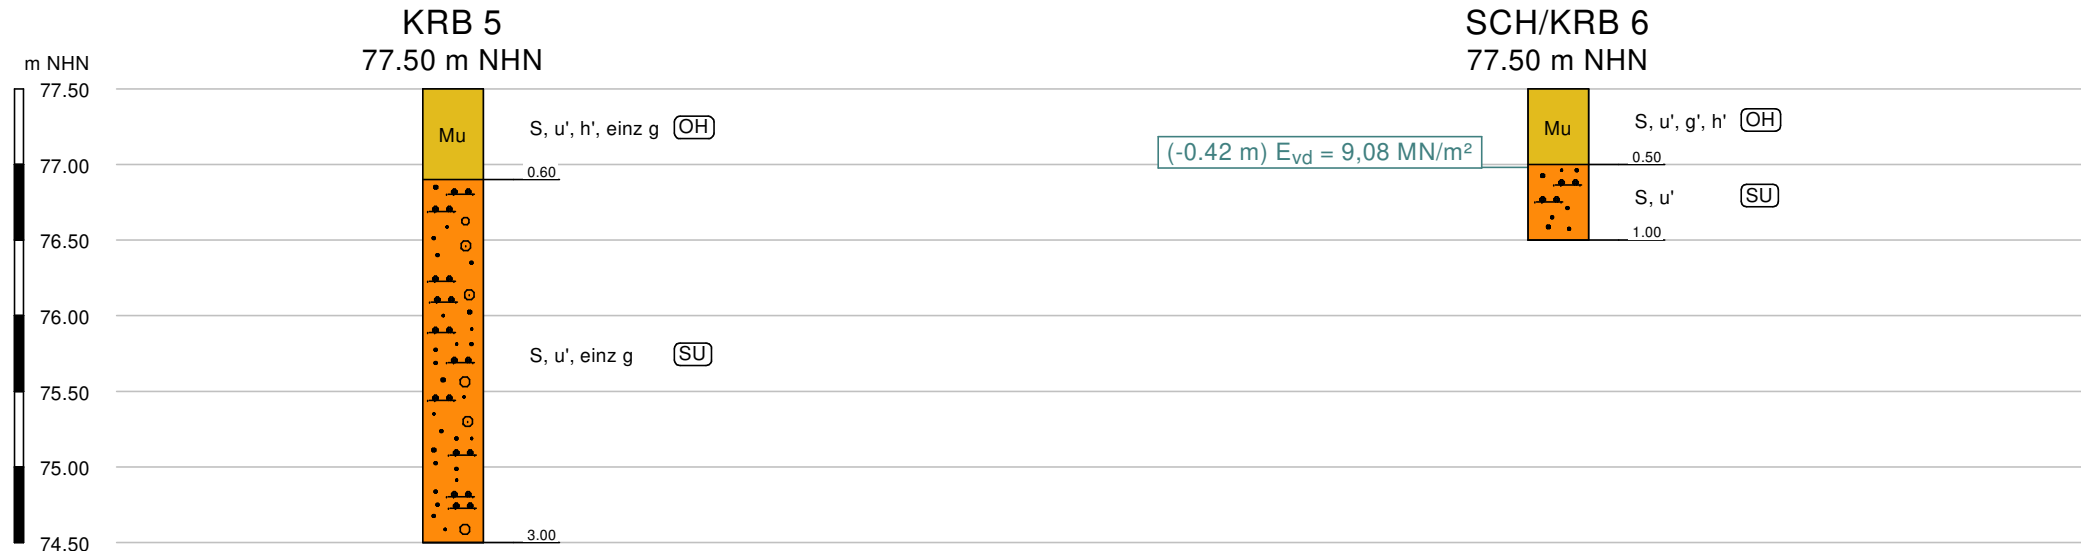 KRB 5
77.50 m NHN
SCH/KRB 6
77.50 m NHN
m NHN
77.50
77.00
76.50
76.00
75.50
75.00
74.50
Mu
S, u', h', einz g OH
0.60
S, u', einz g SU
3.00
(-0.42 m) Evd = 9,08 MN/m²
Mu
S, u', g', h' OH
0.50
S, u' SU
1.00